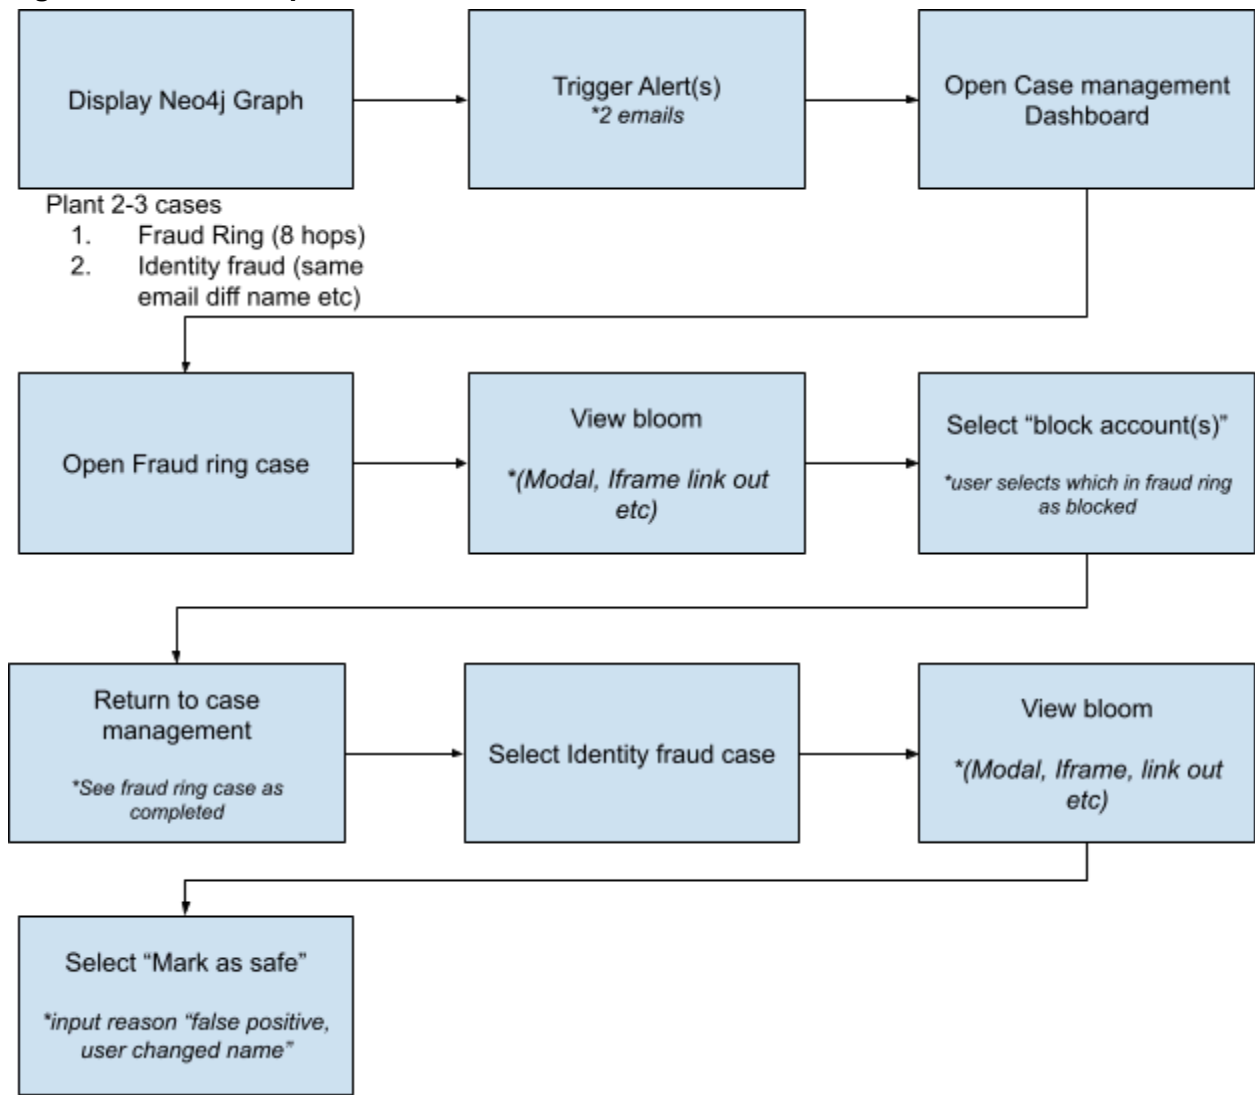 Display Neo4j Graph
Trigger Alert(s)
*2 emails
Open Case management
Dashboard
Plant 2-3 cases
1. Fraud Ring (8 hops)
2. Identity fraud (same
email diff name etc)
Open Fraud ring case
View bloom
*(Modal, Iframe link out
etc)
Select “block account(s)”
*user selects which in fraud ring
as blocked
Return to case
management
*See fraud ring case as
completed
Select Identity fraud case
View bloom
*(Modal, Iframe, link out
etc)
Select “Mark as safe”
*input reason “false positive,
user changed name”